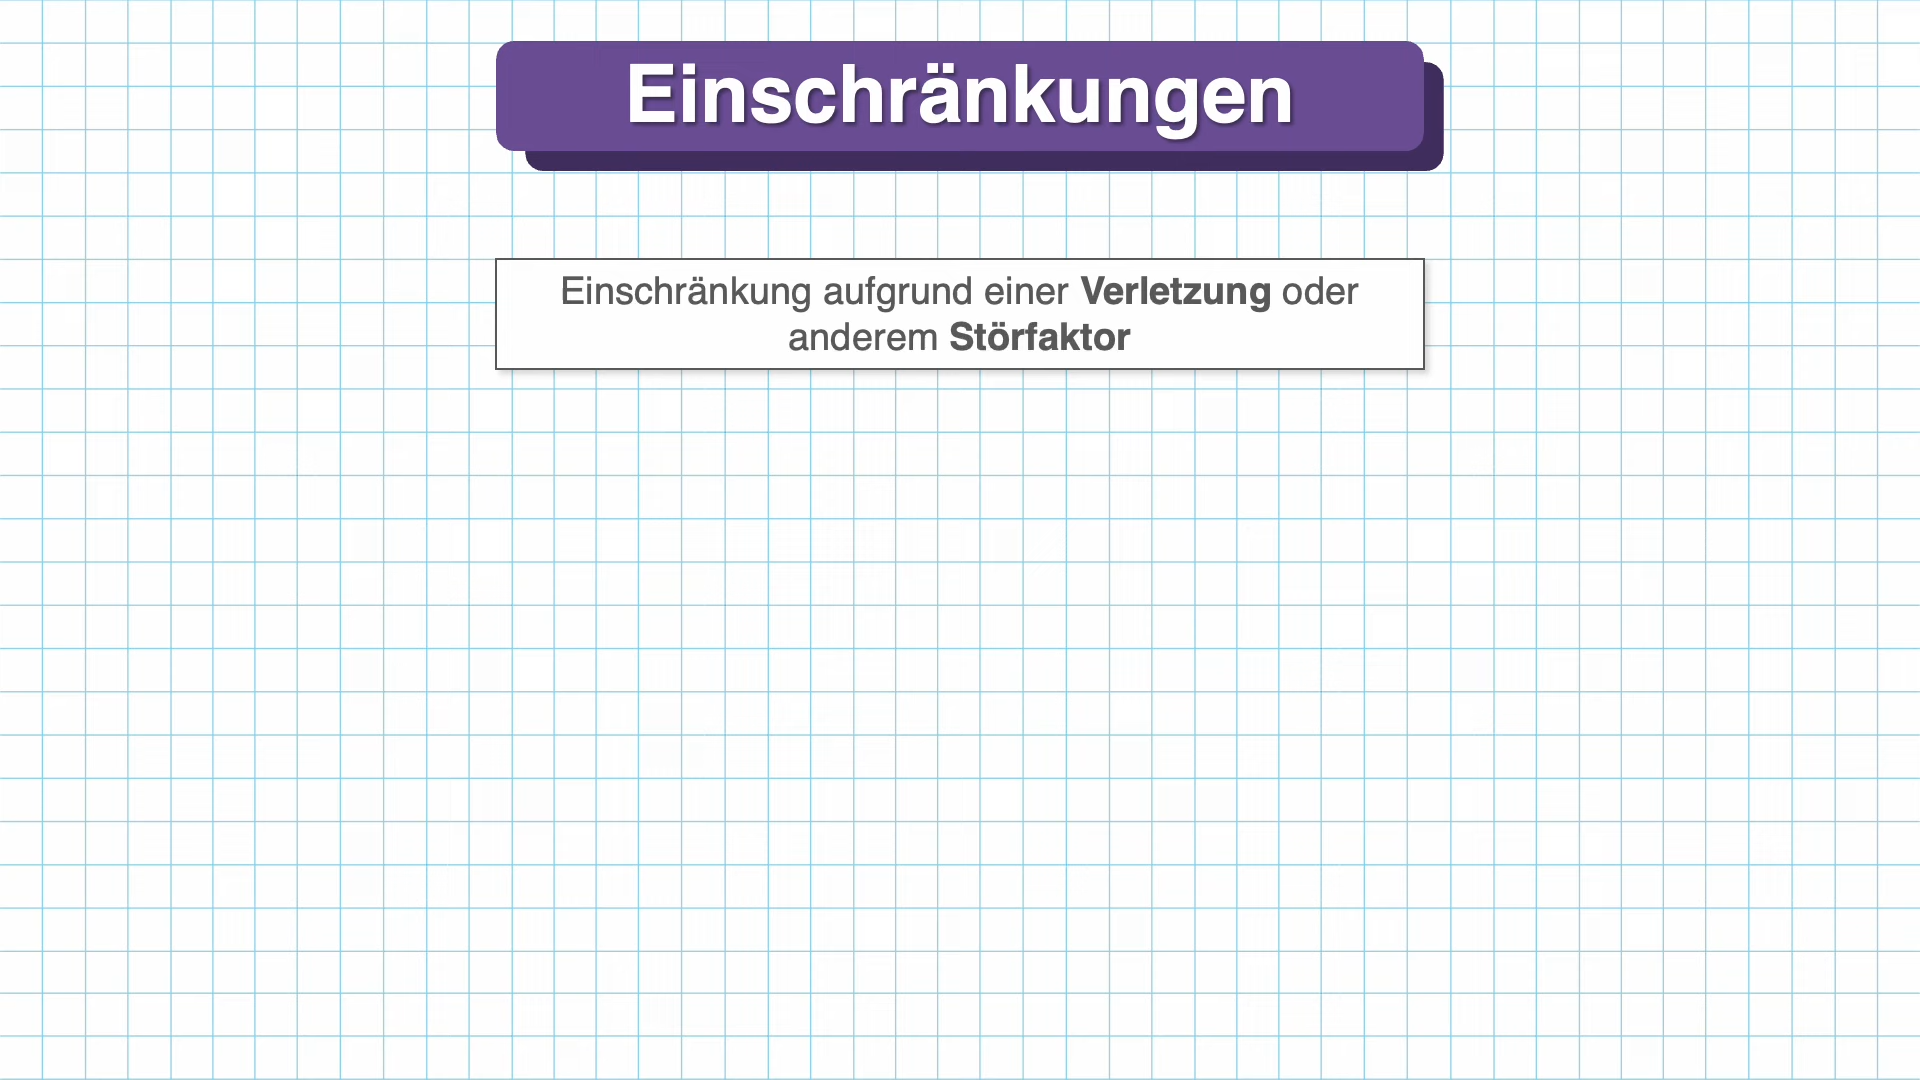 Einschränkungen
Einschränkung aufgrund einer Verletzung oder
anderem Störfaktor